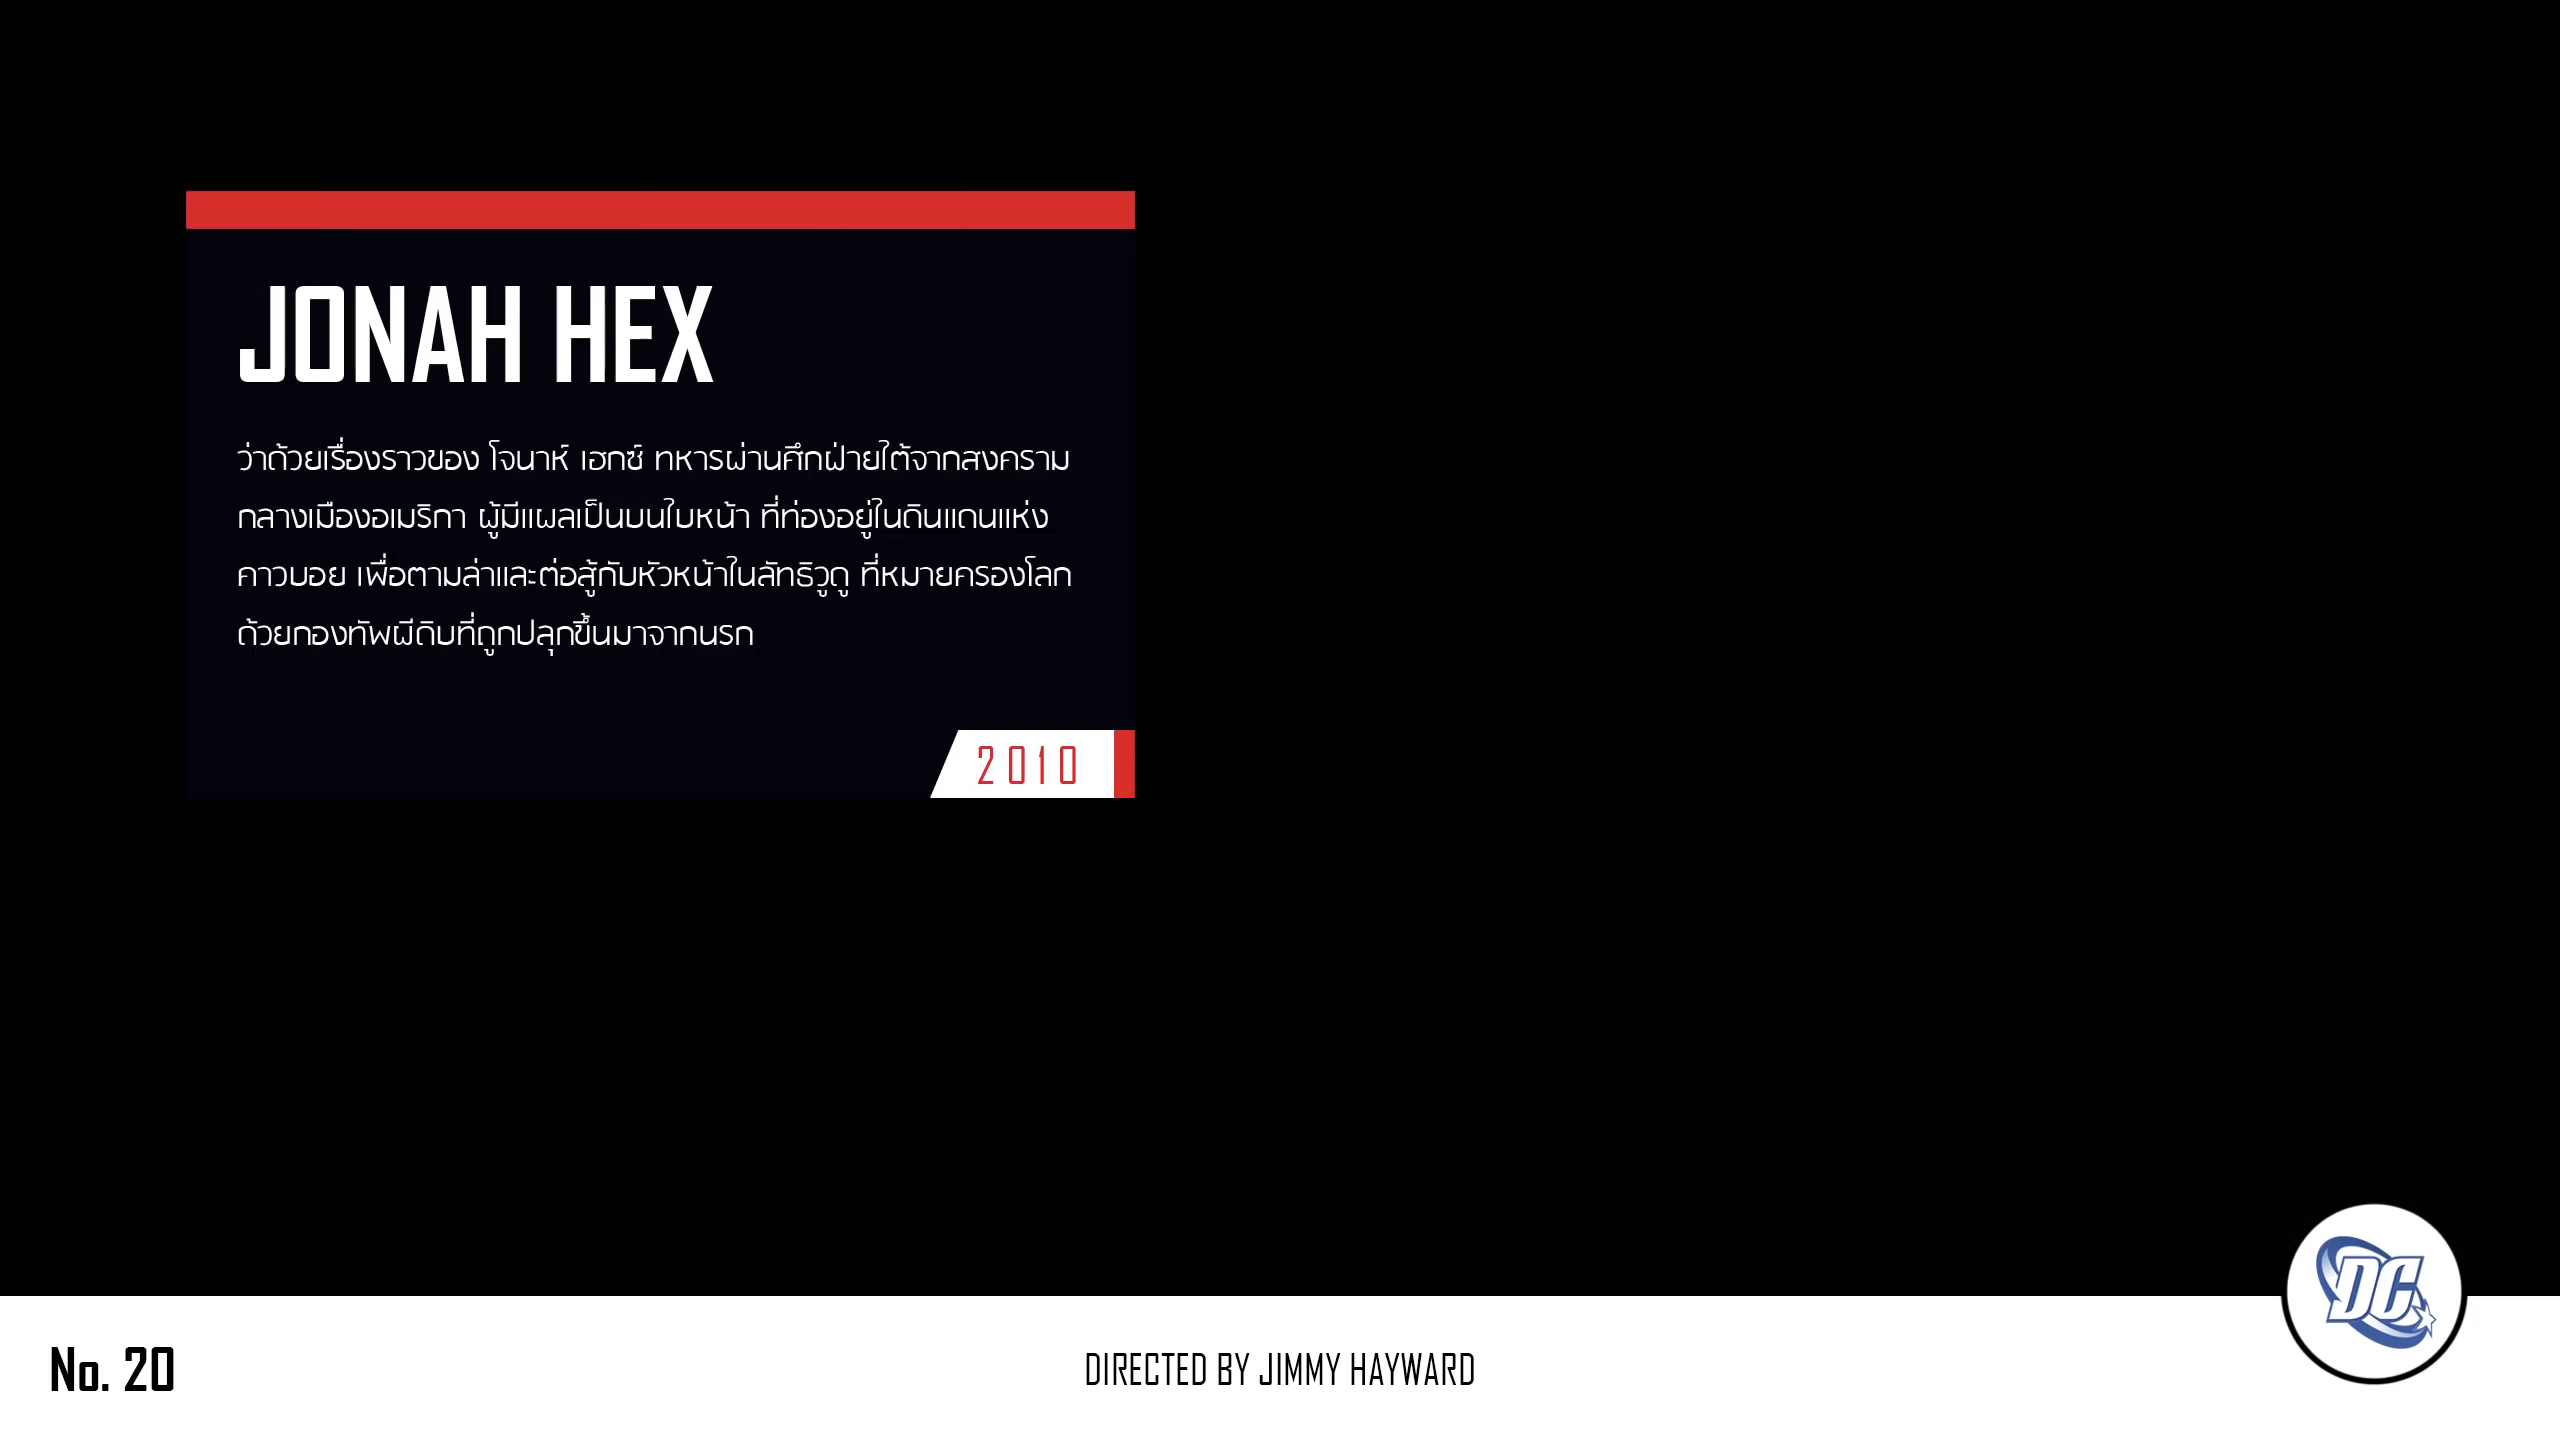 JONAH HEX
ว่าด้วยเรื่องราวของ โจนาห์ เฮกซ์ ทหารผ่านศึกฝ่ายใต้จากสงคราม
กลางเมืองอเมริกา ผู้มีแผลเป็นบนใบหน้า ที่ท่องอยู่ในดินแดนแห่ง
คาวบอย เพื่อตามล่าและต่อสู้กับหัวหน้าในลัทธิวูดู ที่หมายครองโลก
ด้วยกองทัพผีดิบที่ถูกปลุกขึ้นมาจากนรก
2010
DC
No. 20
DIRECTED BY JIMMY HAYWARD